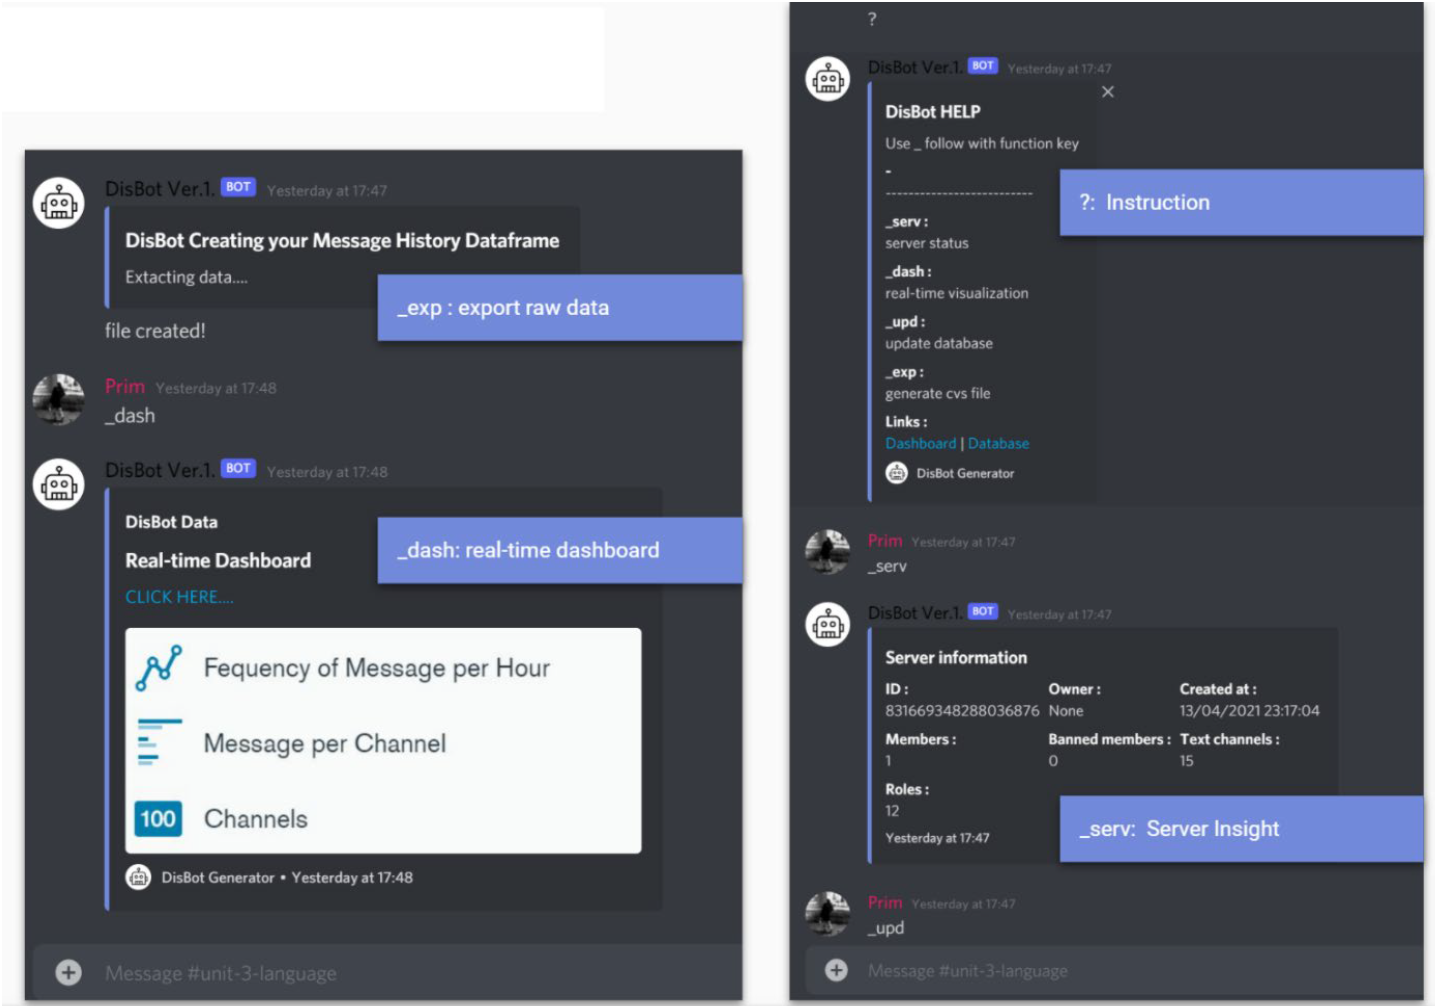 DisBot Ver.1. BOT Yesterday at 17:47
DisBot Creating your Message History Dataframe
Extacting data....
_exp : export raw data
file created!
Prim Yesterday at 17:48
_dash
DisBot Ver.1. BOT Yesterday at 17:48
DisBot Data
Real-time Dashboard
_dash: real-time dashboard
CLICK HERE....
Fequency of Message per Hour
Message per Channel
100 Channels
DisBot Generator • Yesterday at 17:48
Message #unit-3-language
?
DisBot Ver.1. BOT Yesterday at 17:47
DisBot HELP
Use _ follow with function key
-
--------------------------
?: Instruction
_serv :
server status
_dash :
real-time visualization
_upd :
update database
_exp :
generate cvs file
Links :
Dashboard | Database
DisBot Generator
Prim Yesterday at 17:47
_serv
DisBot Ver.1. BOT Yesterday at 17:47
Server information
ID : Owner : Created at :
831669348288036876 None 13/04/2021 23:17:04
Members : Banned members : Text channels :
1 0 15
Roles :
12
_serv: Server Insight
Yesterday at 17:47
Prim Yesterday at 17:47
_upd
Message #unit-3-language